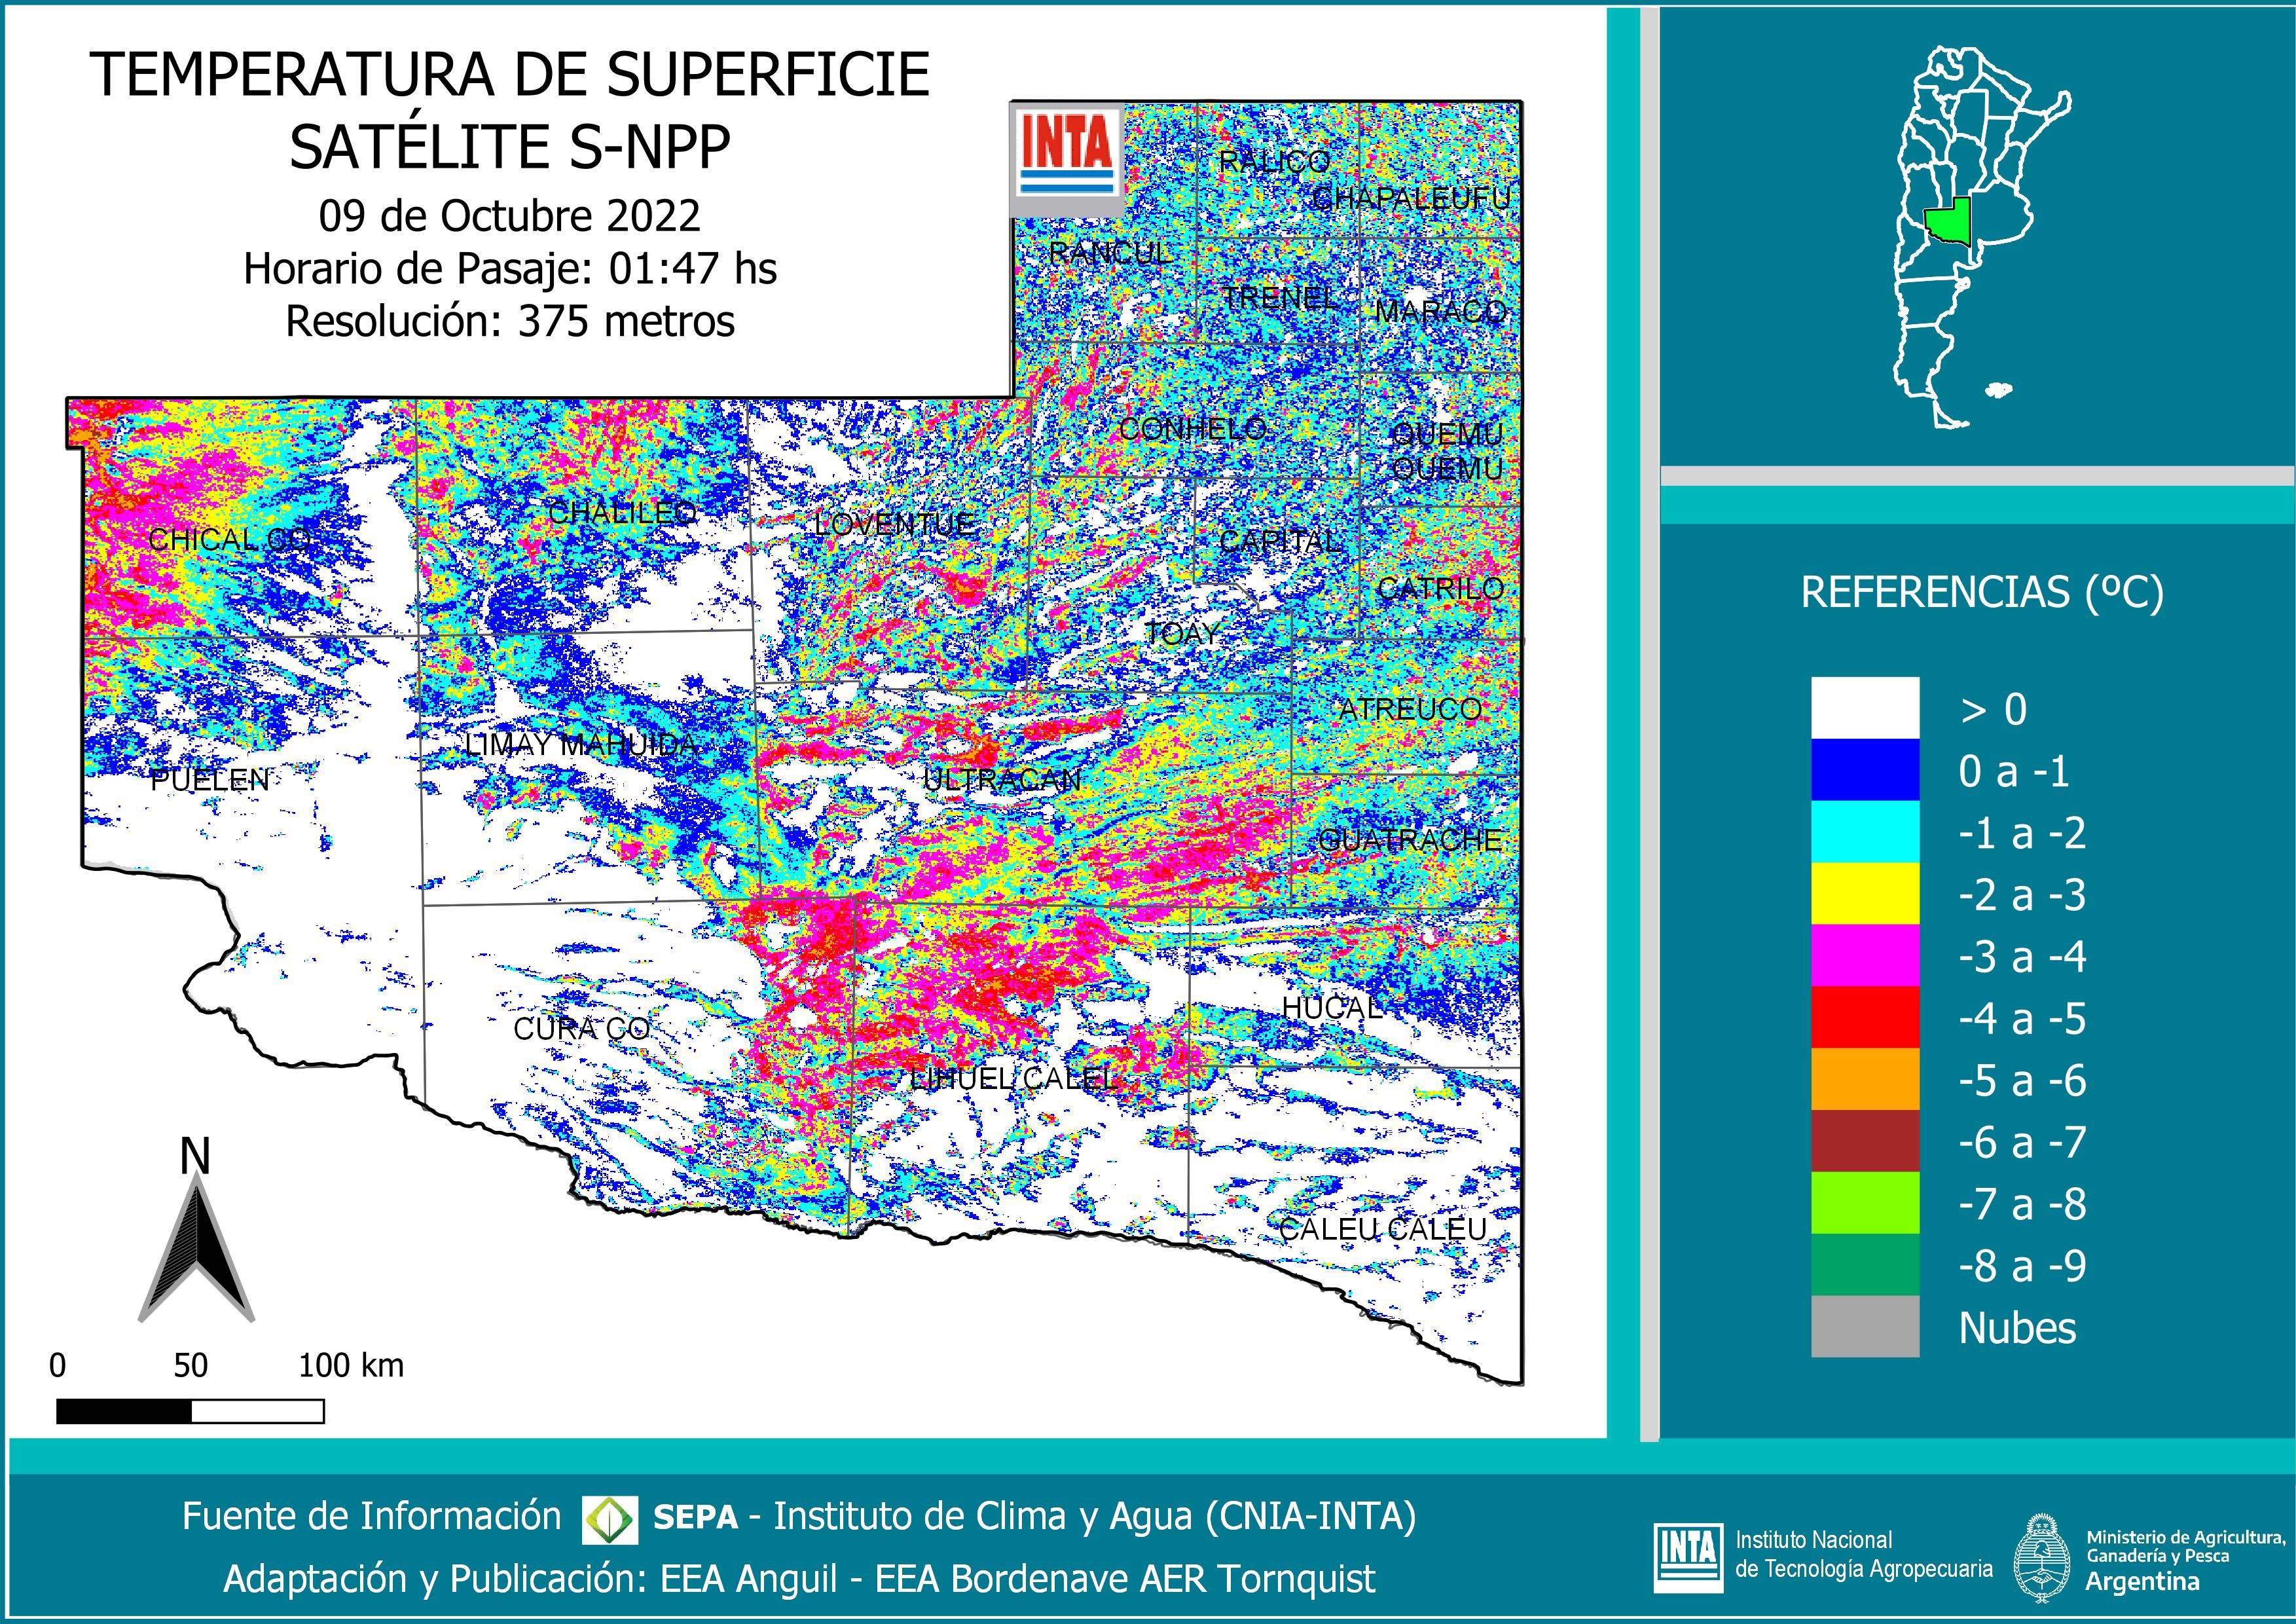 TEMPERATURA DE SUPERFICIE
SATÉLITE S-NPP
09 de Octubre 2022
Horario de Pasaje: 01:47 hs
Resolución: 375 metros
INTA
RALICO
CHAPALEUFU
RANCUL
TRENEL
MARACO
CONHELO
QUEMU
QUEMU
CHALILEO
LOVENTUE
CHICAL CO
CAPITAL
CATRILO
TOAY
ATREUCO
LIMAY MAHUIDA
PUELEN
ULTRACAN
GUATRACHE
HUCAL
CURA CO
LIHUEL CALEL
CALEU CALEU
N
0 50 100 km
REFERENCIAS (ºC)
> 0
0 a -1
-1 a -2
-2 a -3
-3 a -4
-4 a -5
-5 a -6
-6 a -7
-7 a -8
-8 a -9
Nubes
Fuente de Información SEPA - Instituto de Clima y Agua (CNIA-INTA)
Adaptación y Publicación: EEA Anguil - EEA Bordenave AER Tornquist
INTA
Instituto Nacional
de Tecnología Agropecuaria
Ministerio de Agricultura,
Ganadería y Pesca
Argentina